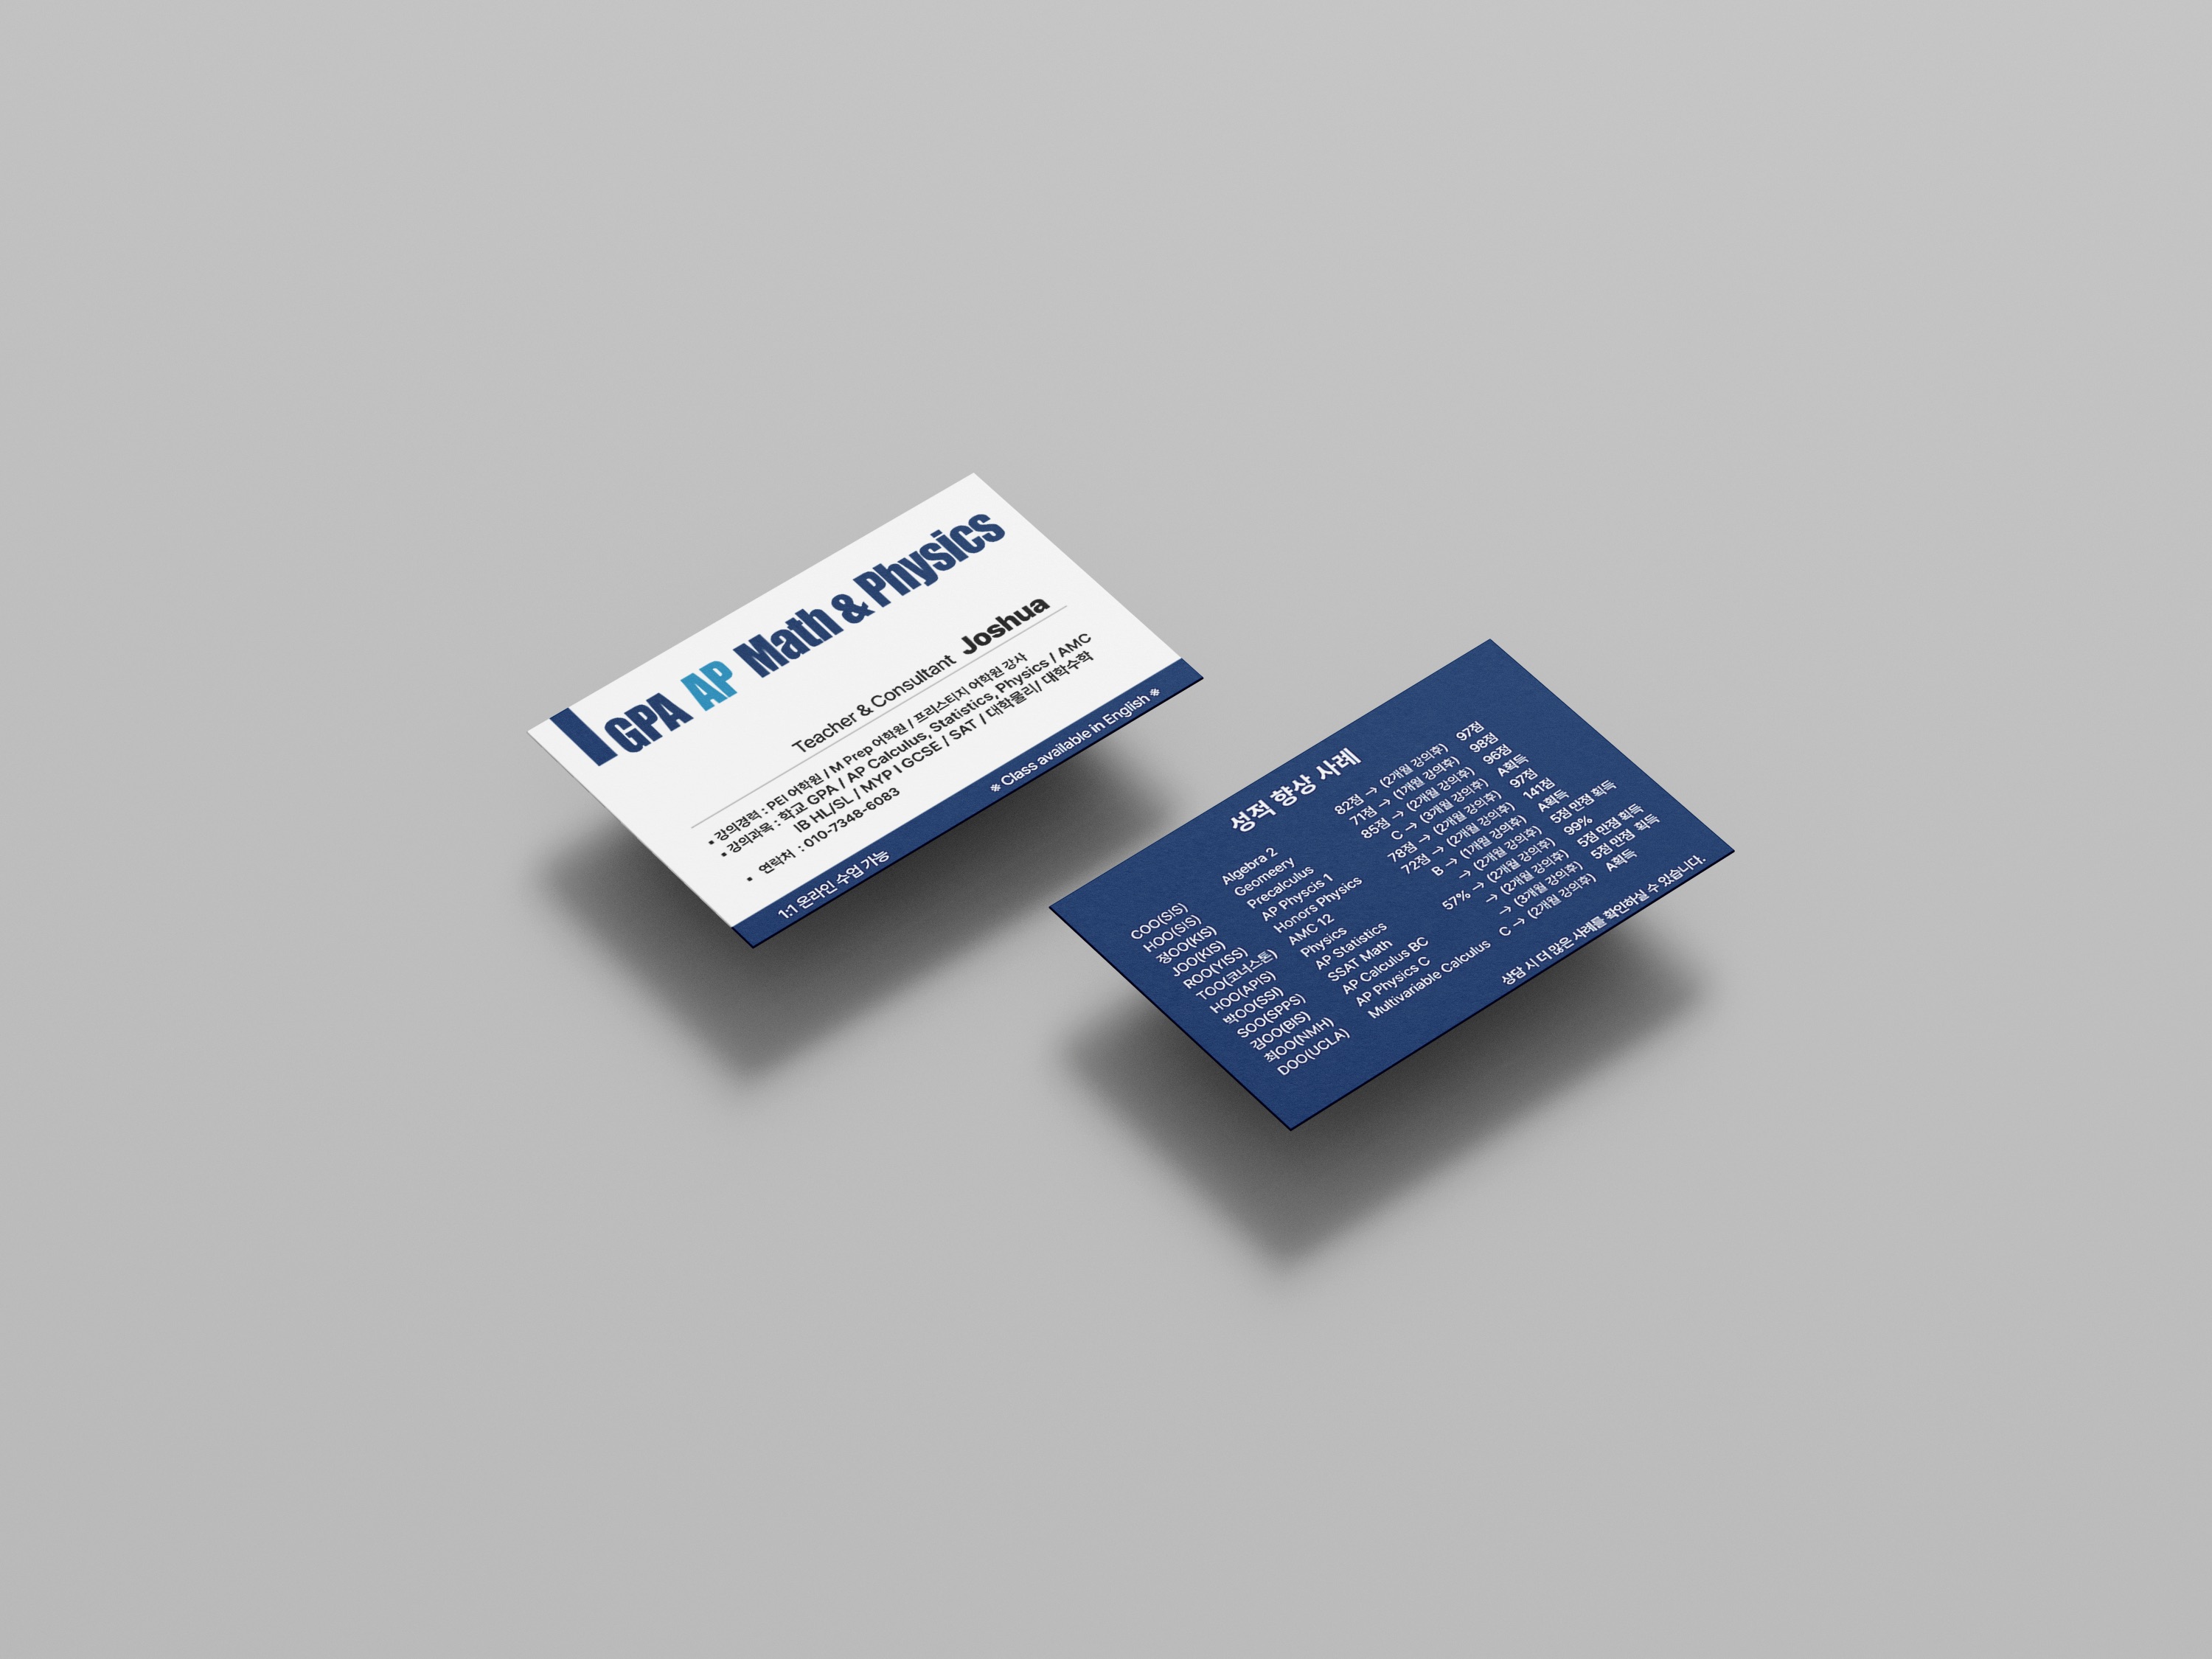 GPA AP Math & Physics
Teacher & Consultant Joshua
▪ 강의경력 : PEI 어학원 / M Prep 어학원 / 프리스티지 어학원 강사
▪ 강의과목 : 학교 GPA / AP Calculus, Statistics, Physics / AMC
IB HL/SL / MYP I GCSE / SAT / 대학물리/ 대학수학
▪ 연락처 : 010-7348-6083
1:1 온라인 수업 가능 ※ Class available in English ※
성적 향상 사례
COO(SIS) Algebra 2 82점 → (2개월 강의후) 97점
HOO(SIS) Geomeery 71점 → (1개월 강의후) 98점
정OO(KIS) Precalculus 85점 → (2개월 강의후) 96점
JOO(KIS) AP Physcis 1 C → (3개월 강의후) A획득
ROO(YISS) Honors Physics 78점 → (2개월 강의후) 97점
TOO(코너스톤) AMC 12 72점 → (2개월 강의후) 141점
HOO(APIS) Physics B → (1개월 강의후) A획득
박OO(SSI) AP Statistics → (2개월 강의후) 5점 만점 획득
SOO(SPPS) SSAT Math 57% → (2개월 강의후) 99%
김OO(BIS) AP Calculus BC → (2개월 강의후) 5점 만점 획득
최OO(NMH) AP Physics C → (3개월 강의후) 5점 만점 획득
DOO(UCLA) Multivariable Calculus C → (2개월 강의후) A획득
상담 시 더 많은 사례를 확인하실 수 있습니다.